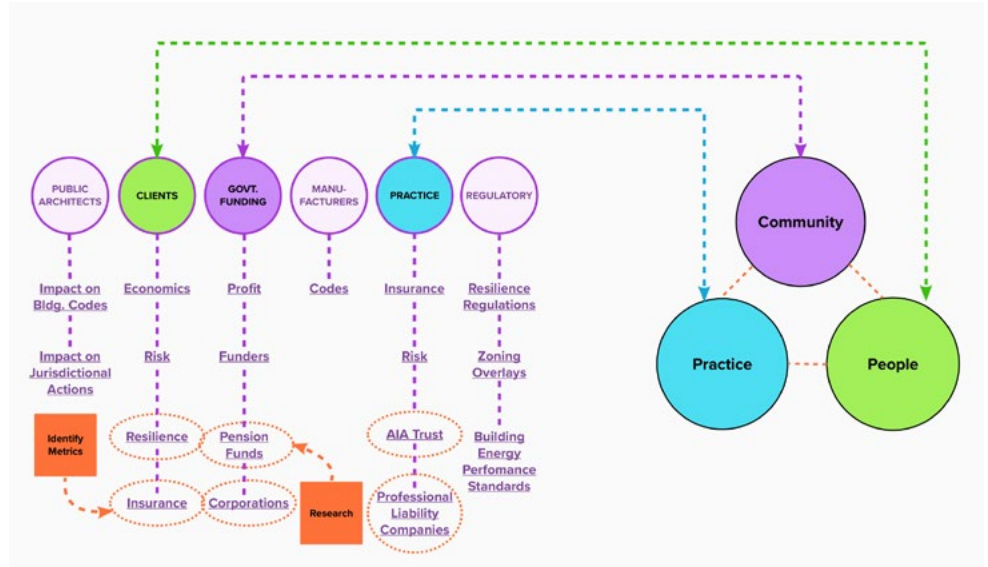 PUBLIC
ARCHITECTS
CLIENTS
GOVT.
FUNDING
MANU-
FACTURERS
PRACTICE
REGULATORY
Community
Practice
People
Impact on
Bldg. Codes
Impact on
Jurisdictional
Actions
Economics
Risk
Resilience
Insurance
Profit
Funders
Pension
Funds
Corporations
Codes
Insurance
Risk
AIA Trust
Professional
Liability
Companies
Resilience
Regulations
Zoning
Overlays
Building
Energy
Perfomance
Standards
Identify
Metrics
Research